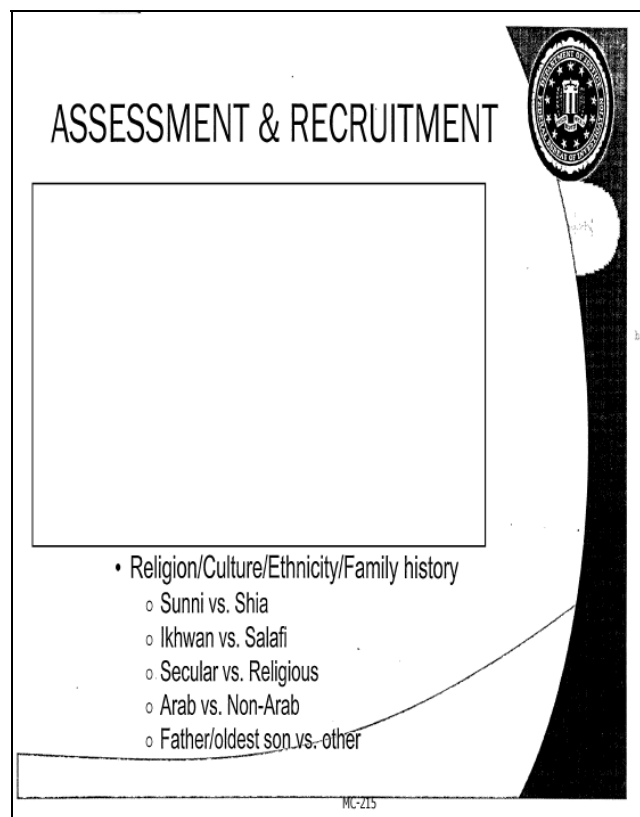 ASSESSMENT & RECRUITMENT
• Religion/Culture/Ethnicity/Family history
o Sunni vs. Shia
o Ikhwan vs. Salafi
o Secular vs. Religious
o Arab vs. Non-Arab
o Father/oldest son vs. other
MC-215